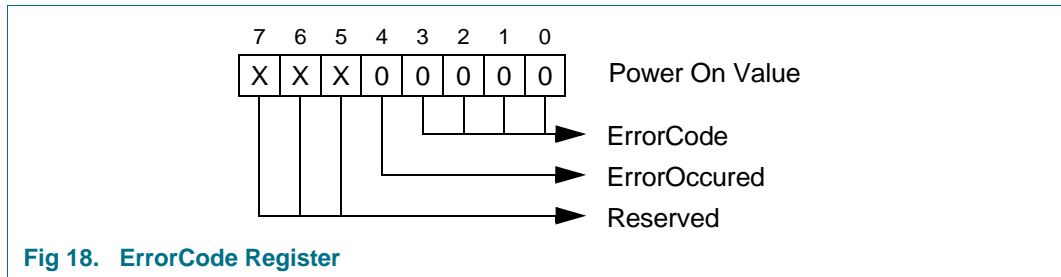 7 6 5 4 3 2 1 0
X X X 0 0 0 0 0 Power On Value
ErrorCode
ErrorOccured
Reserved
Fig 18. ErrorCode Register